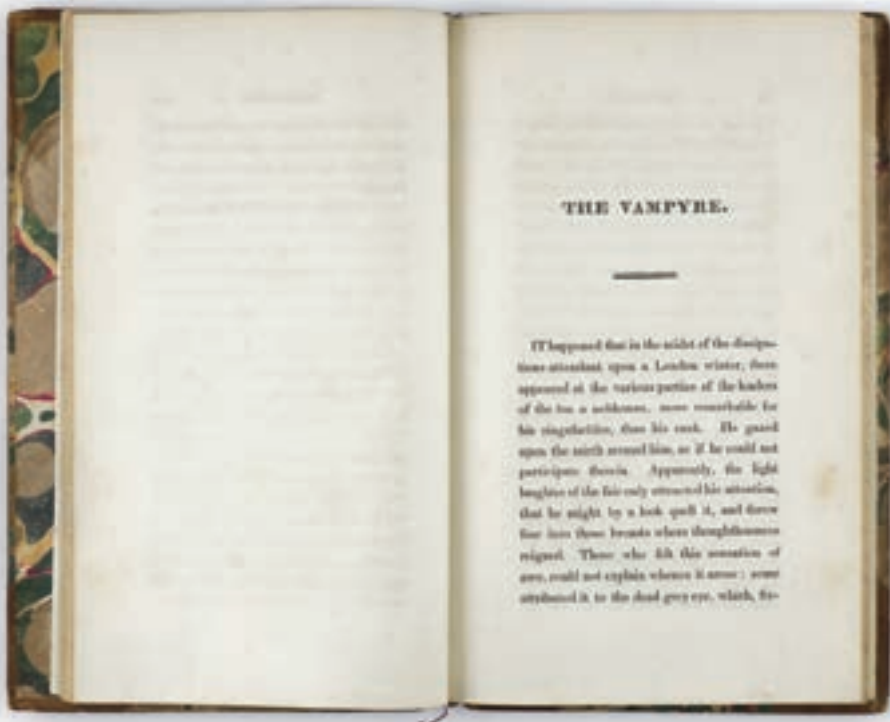 THE VAMPYRE.
IT happened that in the midst of the dissipa-
tions attendant upon a London winter, there
appeared at the various parties of the leaders
of the ton a nobleman, more remarkable for
his singularities, than his rank. He gazed
upon the mirth around him, as if he could not
participate therein. Apparently, the light
laughter of the fair only attracted his attention,
that he might by a look quell it, and throw
fear into those breasts where thoughtlessness
reigned. Those who felt this sensation of
awe, could not explain whence it arose: some
attributed it to the dead grey eye, which, fix-